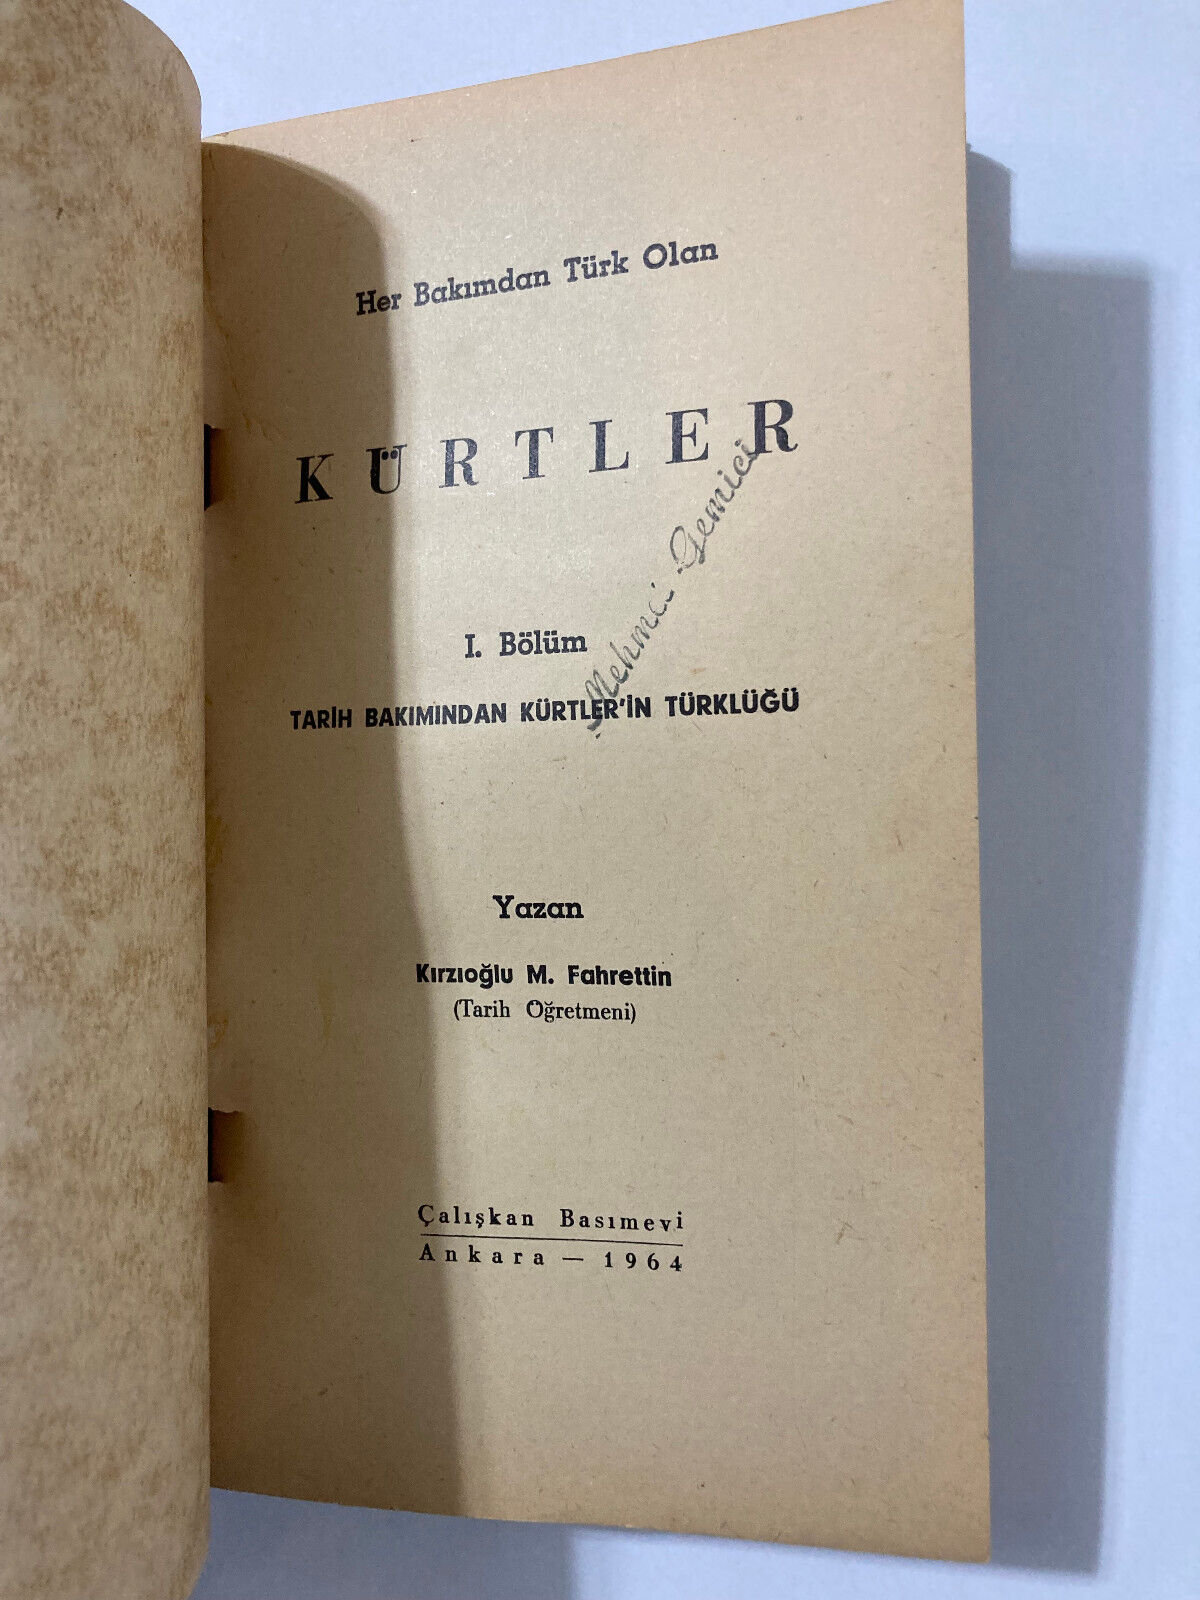 Her Bakımdan Türk Olan
KÜRTLER
I. Bölüm
TARİH BAKIMINDAN KÜRTLER'İN TÜRKLÜĞÜ
Gemici
Yazan
Kırzıoğlu M. Fahrettin
(Tarih Öğretmeni)
Çalışkan Basımevi
Ankara — 1964